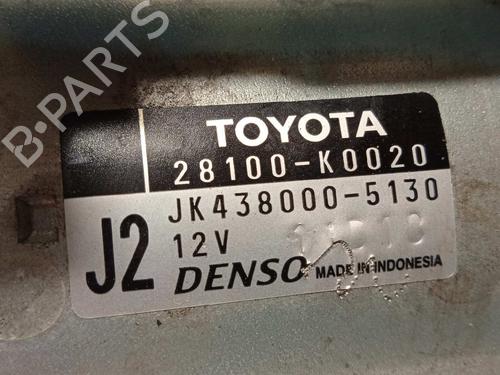 B-PARTS
TOYOTA
28100-K0020
JK438000-5130
J2
12V
DENSO MADE IN INDONESIA